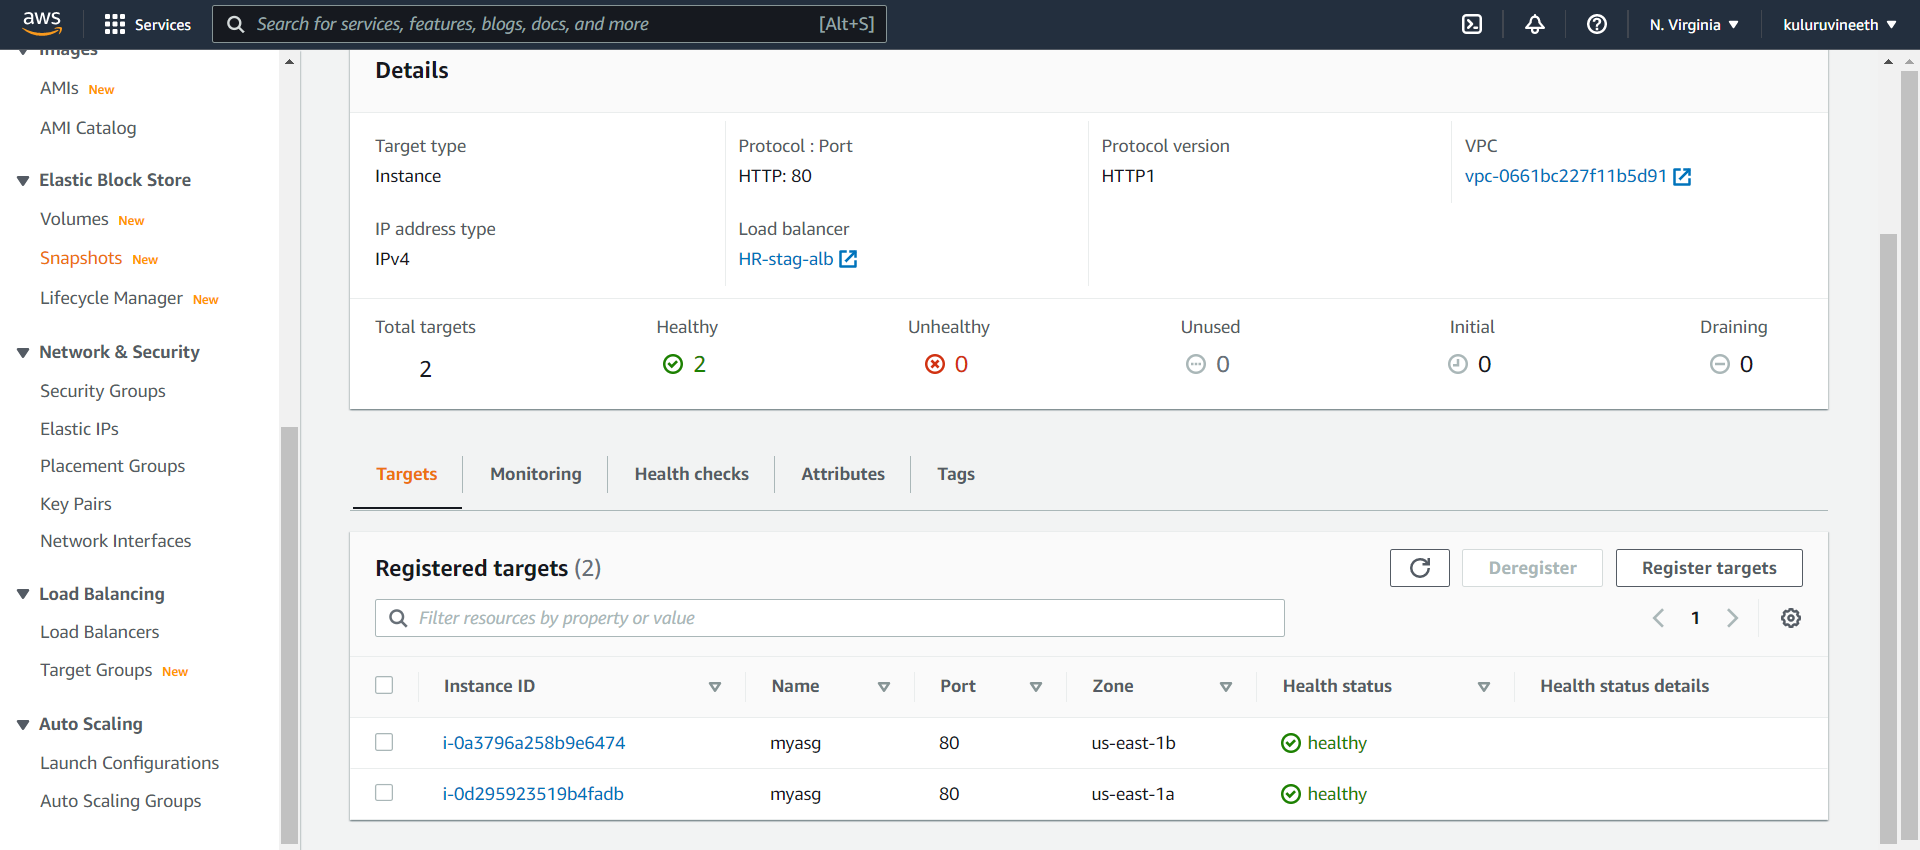 aws
Services
Search for services, features, blogs, docs, and more
[Alt+S]
N. Virginia
kuluruvineeth
Images
AMIs New
AMI Catalog
Elastic Block Store
Volumes New
Snapshots New
Lifecycle Manager New
Network & Security
Security Groups
Elastic IPs
Placement Groups
Key Pairs
Network Interfaces
Load Balancing
Load Balancers
Target Groups New
Auto Scaling
Launch Configurations
Auto Scaling Groups
Details
Target type
Instance
Protocol : Port
HTTP: 80
Protocol version
HTTP1
VPC
vpc-0661bc227f11b5d91
IP address type
IPv4
Load balancer
HR-stag-alb
Total targets
2
Healthy
2
Unhealthy
0
Unused
0
Initial
0
Draining
0
Targets
Monitoring
Health checks
Attributes
Tags
Registered targets (2)
Deregister
Register targets
Filter resources by property or value
1
Instance ID Name Port Zone Health status Health status details
i-0a3796a258b9e6474 myasg 80 us-east-1b healthy
i-0d295923519b4fadb myasg 80 us-east-1a healthy